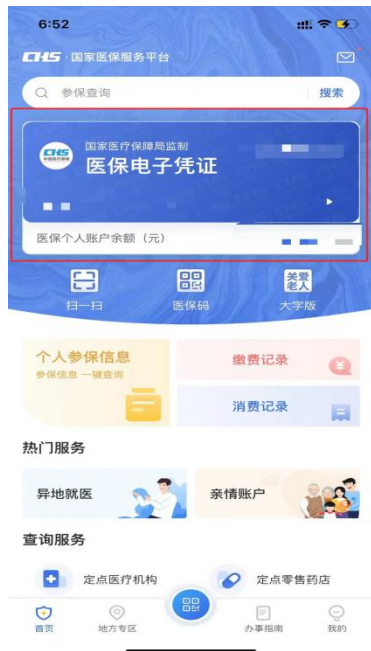 6:52
CHS · 国家医保服务平台
参保查询
搜索
国家医疗保障局监制
医保电子凭证
医保个人账户余额（元）
扫一扫
医保码
关爱老人
大字版
个人参保信息
参保信息 一键查询
缴费记录
消费记录
热门服务
异地就医
亲情账户
查询服务
定点医疗机构
定点零售药店
首页
地方专区
办事指南
我的